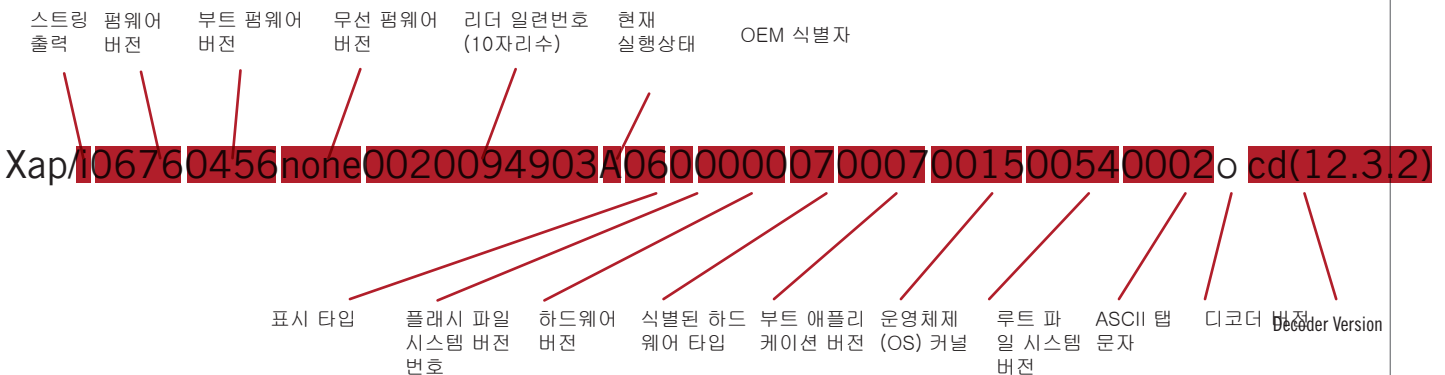 스트링
출력
펌웨어
버전
부트 펌웨어
버전
무선 펌웨어
버전
리더 일련번호
(10자리수)
현재
실행상태
OEM 식별자
Xap/i06760456none0020094903A0600000070007001500540002o cd(12.3.2)
표시 타입
플래시 파일
시스템 버전
번호
하드웨어
버전
식별된 하드
웨어 타입
부트 애플리
케이션 버전
운영체제
(OS) 커널
루트 파
일 시스템
버전
ASCII 탭
문자
디코더 버전
Decoder Version